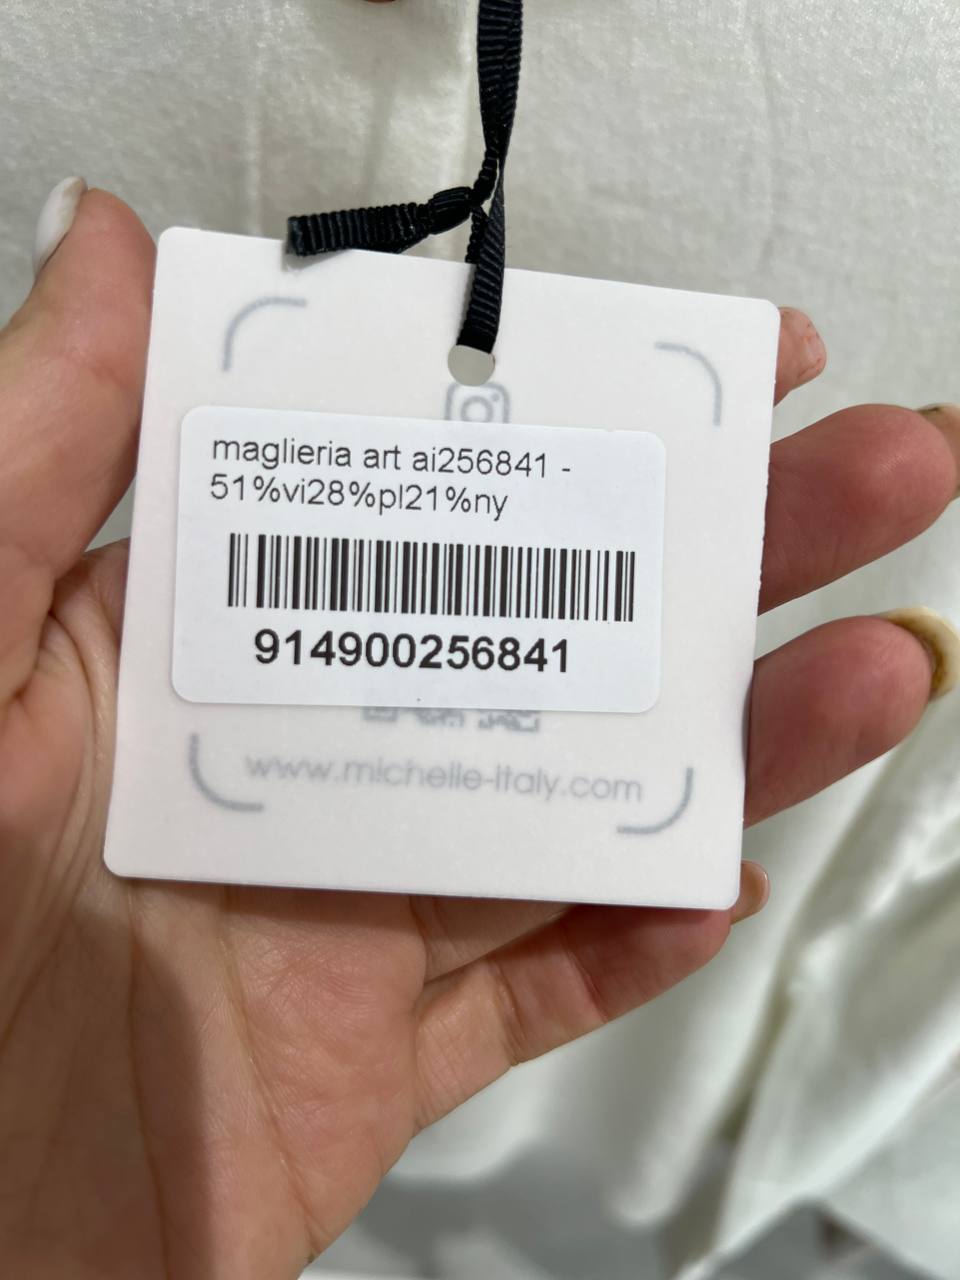 maglieria art ai256841 -
51%vi28%pl21%ny
914900256841
www.michelle-italy.com